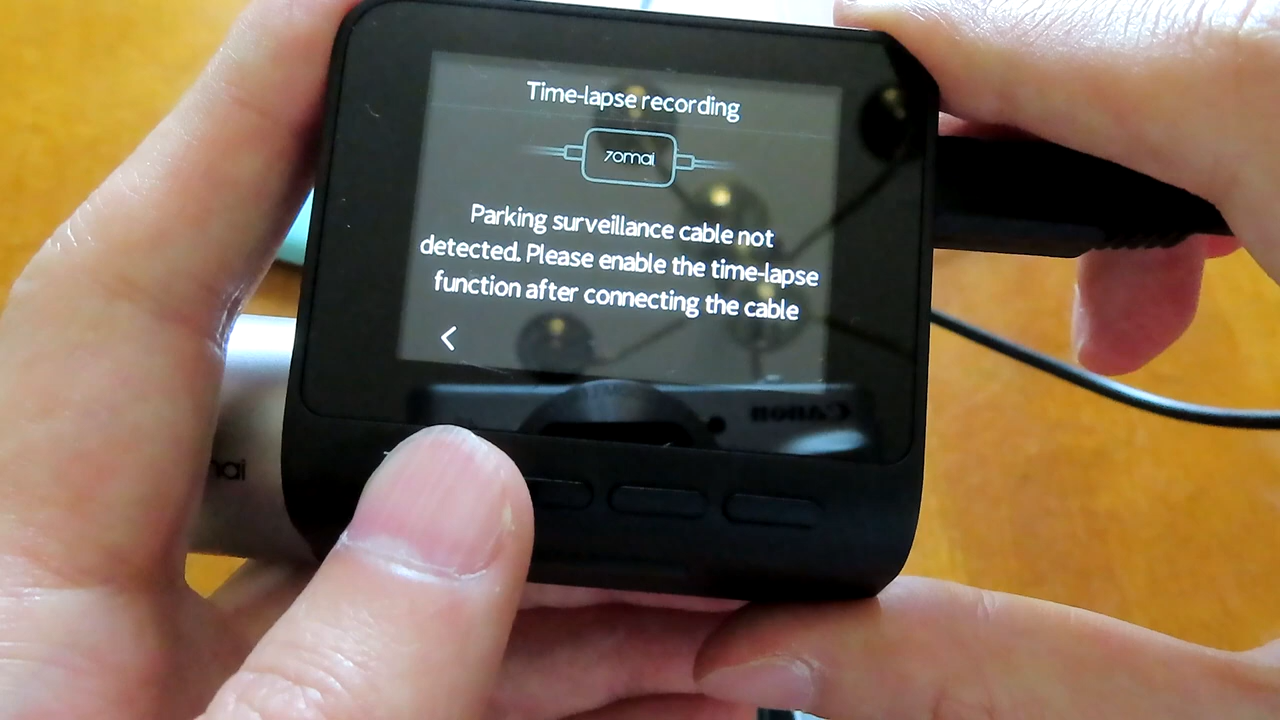 Time-lapse recording
70mai
Parking surveillance cable not
detected. Please enable the time-lapse
function after connecting the cable
Canon